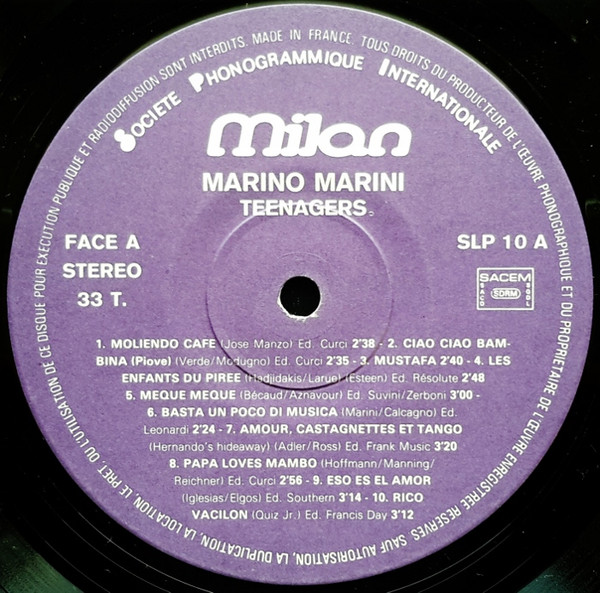 SOCIETE PHONOGRAMMIQUE INTERNATIONALE
milan
MARINO MARINI
TEENAGERS
FACE A
STEREO
33 T.
SLP 10 A
SACEM
SACD SDRM SGDL
1. MOLIENDO CAFE (Jose Manzo) Ed. Curci 2'38 - 2. CIAO CIAO BAM-
BINA (Piove) (Verde/Modugno) Ed. Curci 2'35 - 3. MUSTAFA 2'40 - 4. LES
ENFANTS DU PIREE (Hadjidakis/Larue) (Esteen) Ed. Résolute 2'48
5. MEQUE MEQUE (Bécaud/Aznavour) Ed. Suvini/Zerboni 3'00 -
6. BASTA UN POCO DI MUSICA (Marini/Calcagno) Ed.
Leonardi 2'24 - 7. AMOUR, CASTAGNETTES ET TANGO
(Hernando's hideaway) (Adler/Ross) Ed. Frank Music 3'20
8. PAPA LOVES MAMBO (Hoffmann/Manning/
Reichner) Ed. Curci 2'56 - 9. ESO ES EL AMOR
(Iglesias/Elgos) Ed. Southern 3'14 - 10. RICO
VACILON (Quiz Jr.) Ed. Francis Day 3'12
MADE IN FRANCE. TOUS DROITS DU PRODUCTEUR DE L'ŒUVRE PHONOGRAPHIQUE ET DU PROPRIETAIRE DE L'ŒUVRE ENREGISTREE RESERVES. SAUF AUTORISATION, LA DUPLICATION, LA LOCATION, LE PRET, OU L'UTILISATION DE CE DISQUE POUR EXECUTION PUBLIQUE ET RADIODIFFUSION SONT INTERDITS.